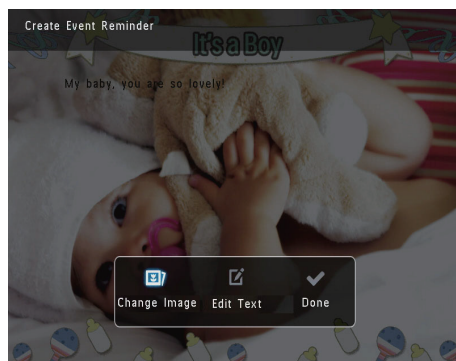 Create Event Reminder
It's a Boy
My baby, you are so lovely!
Change Image
Edit Text
Done